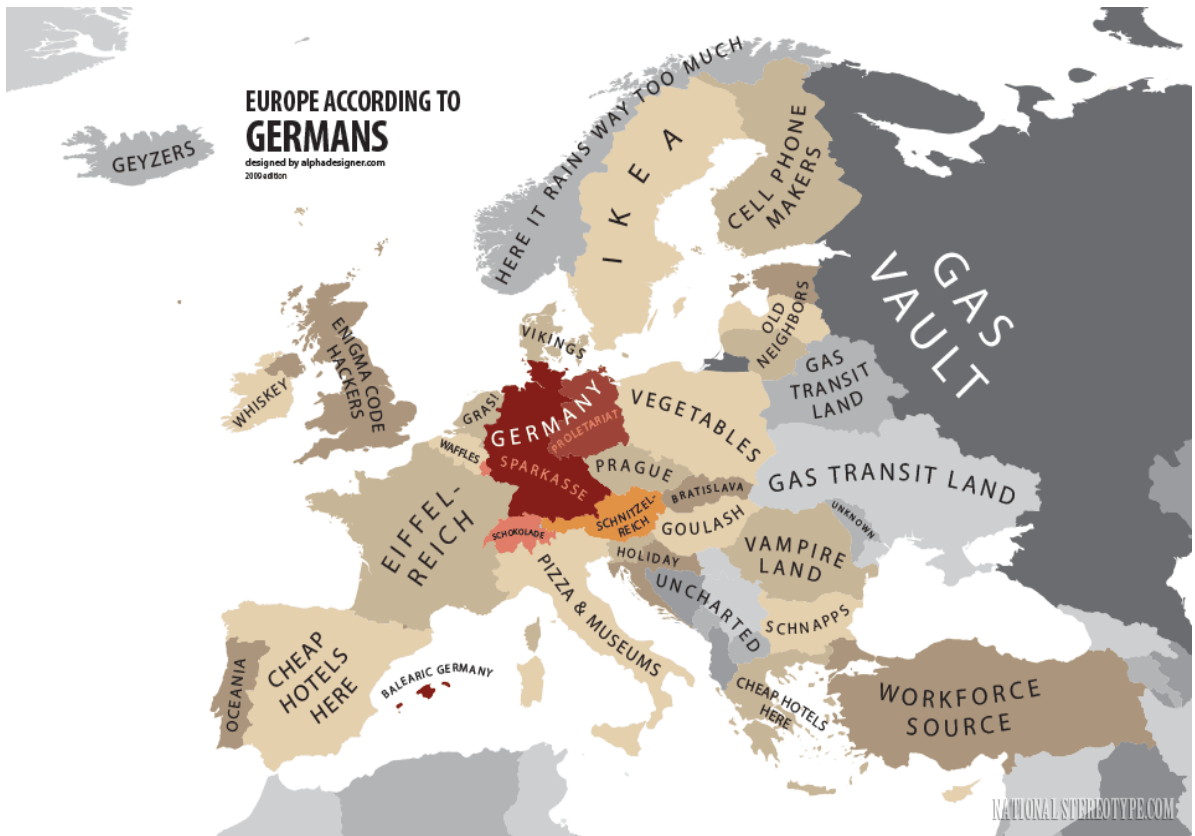 EUROPE ACCORDING TO
GERMANS
designed by alphadesigner.com
2009 edition
GEYZERS
HERE IT RAINS WAY TOO MUCH
IKEA
CELL PHONE
MAKERS
GAS
VAULT
OLD
NEIGHBORS
VIKINGS
ENIGMA CODE
HACKERS
WHISKEY
GRAS!
WAFFLES
GERMANY
PROLETARIAT
SPARKASSE
VEGETABLES
GAS
TRANSIT
LAND
GAS TRANSIT LAND
PRAGUE
BRATISLAVA
UNKNOWN
SCHNITZEL-
REICH
GOULASH
SCHOKOLADE
EIFFEL-
REICH
HOLIDAY
VAMPIRE
LAND
UNCHARTED
PIZZA & MUSEUMS
SCHNAPPS
CHEAP
HOTELS
HERE
OCEANIA
BALEARIC GERMANY
CHEAP HOTELS
HERE
WORKFORCE
SOURCE
NATIONAL STEREOTYPE.COM